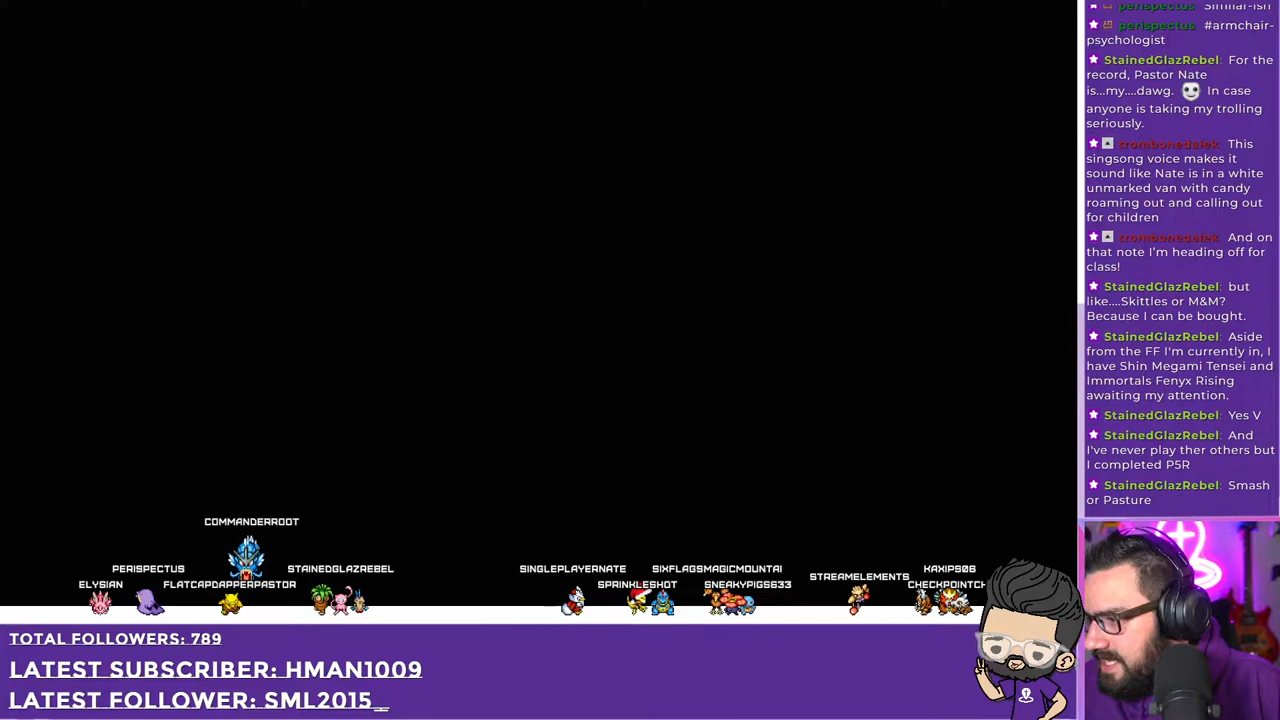 perispectus Similar-ish
perispectus #armchair-
psychologist
StainedGlazRebel: For the
record, Pastor Nate
is...my....dawg. In case
anyone is taking my trolling
seriously.
trombonedalek This
singsong voice makes it
sound like Nate is in a white
unmarked van with candy
roaming out and calling out
for children
trombonedalek And on
that note I'm heading off for
class!
StainedGlazRebel: but
like....Skittles or M&M?
Because I can be bought.
StainedGlazRebel: Aside
from the FF I'm currently in, I
have Shin Megami Tensei and
Immortals Fenyx Rising
awaiting my attention.
StainedGlazRebel: Yes V
StainedGlazRebel: And
I've never play ther others but
I completed P5R
StainedGlazRebel: Smash
or Pasture
COMMANDERROOT
PERISPECTUS
STAINEDGLAZREBEL
SINGLEPLAYERNATE
SIXFLAGSMAGICMOUNTAI
KAXIPS06
STREAMELEMENTS
ELYSIAN
FLATCAPDAPPERPASTOR
SPRINKLESHOT
SNEAKYPIGS633
CHECKPOINTCH
TOTAL FOLLOWERS: 789
LATEST SUBSCRIBER: HMAN1009
LATEST FOLLOWER: SML2015_